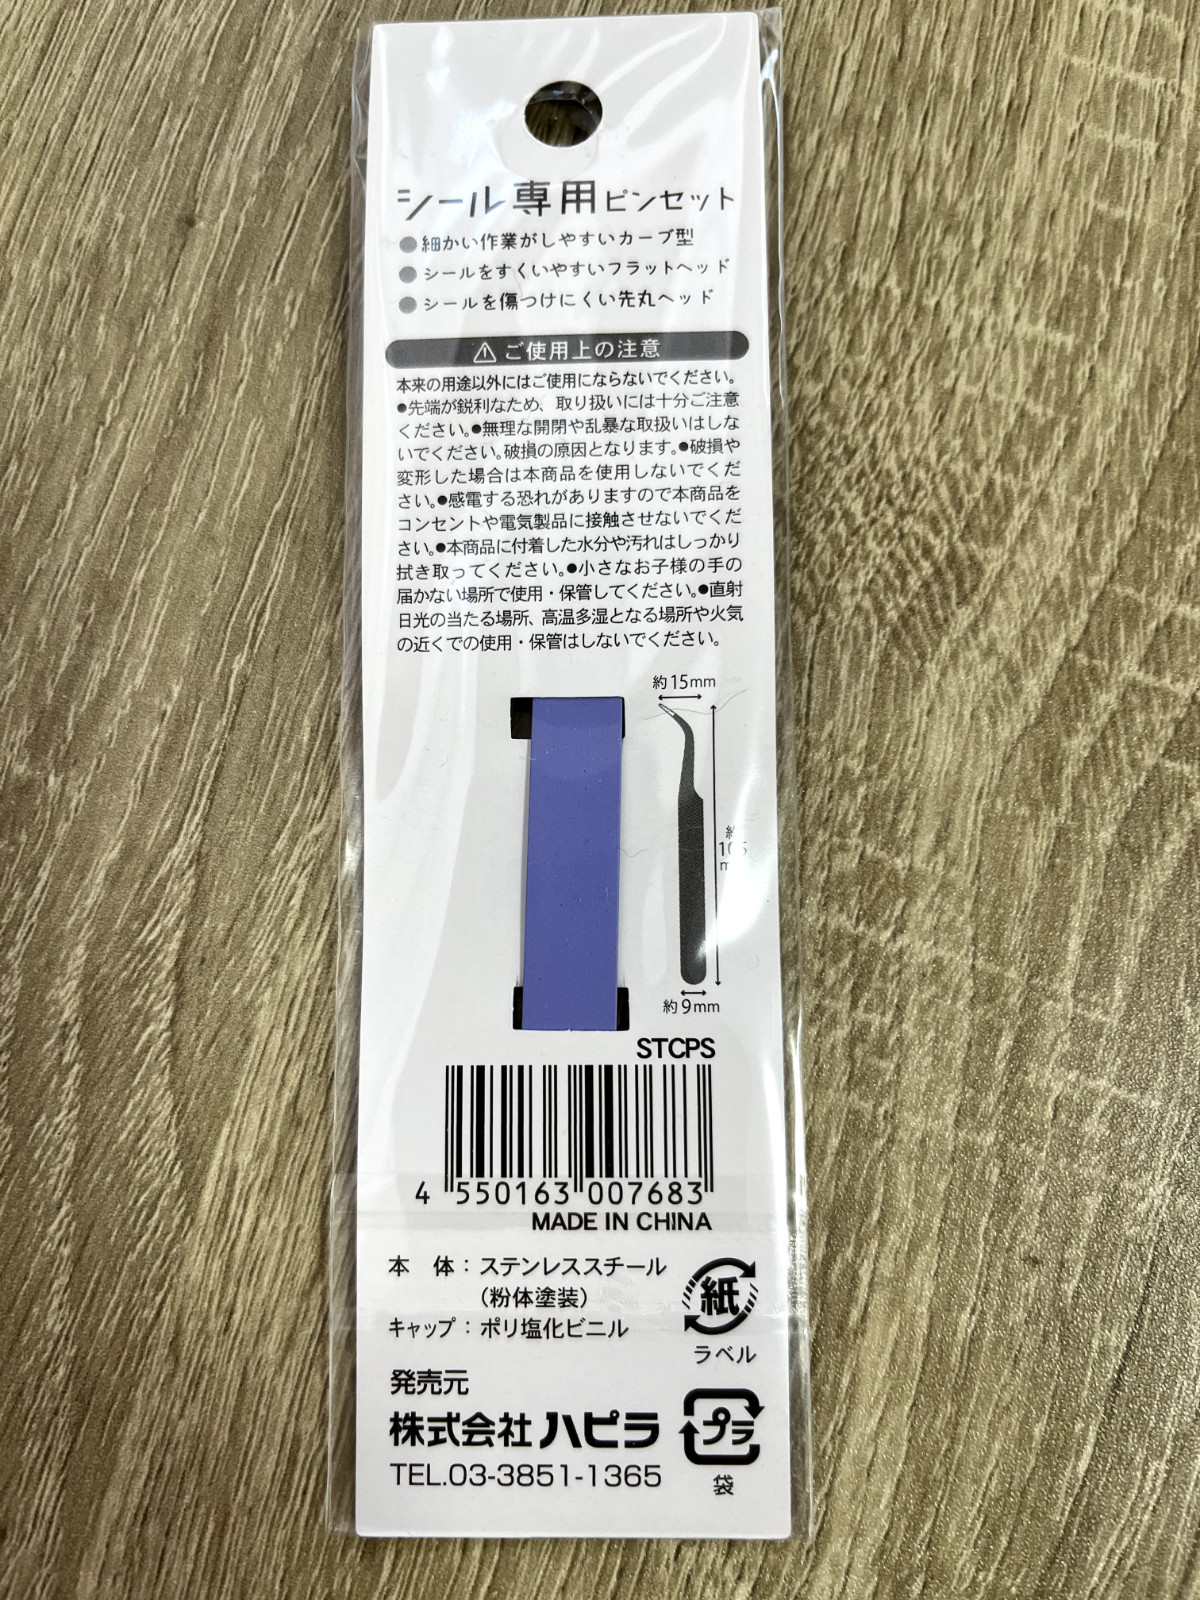 シール専用ピンセット
●細かい作業がしやすいカーブ型
●シールをすくいやすいフラットヘッド
●シールを傷つけにくい先丸ヘッド
⚠ご使用上の注意
本来の用途以外にはご使用にならないでください。
●先端が鋭利なため、取り扱いには十分ご注意
ください。●無理な開閉や乱暴な取扱いはしな
いでください。破損の原因となります。●破損や
変形した場合は本商品を使用しないでくだ
さい。●感電する恐れがありますので本商品を
コンセントや電気製品に接触させないでくだ
さい。●本商品に付着した水分や汚れはしっかり
拭き取ってください。●小さなお子様の手の
届かない場所で使用・保管してください。●直射
日光の当たる場所、高温多湿となる場所や火気
の近くでの使用・保管はしないでください。
約15mm
約
105
約9mm
STCPS
4 550163 007683
MADE IN CHINA
本 体：ステンレススチール
（粉体塗装）
キャップ：ポリ塩化ビニル
紙
ラベル
発売元
株式会社ハピラ
TEL.03-3851-1365
プラ
袋